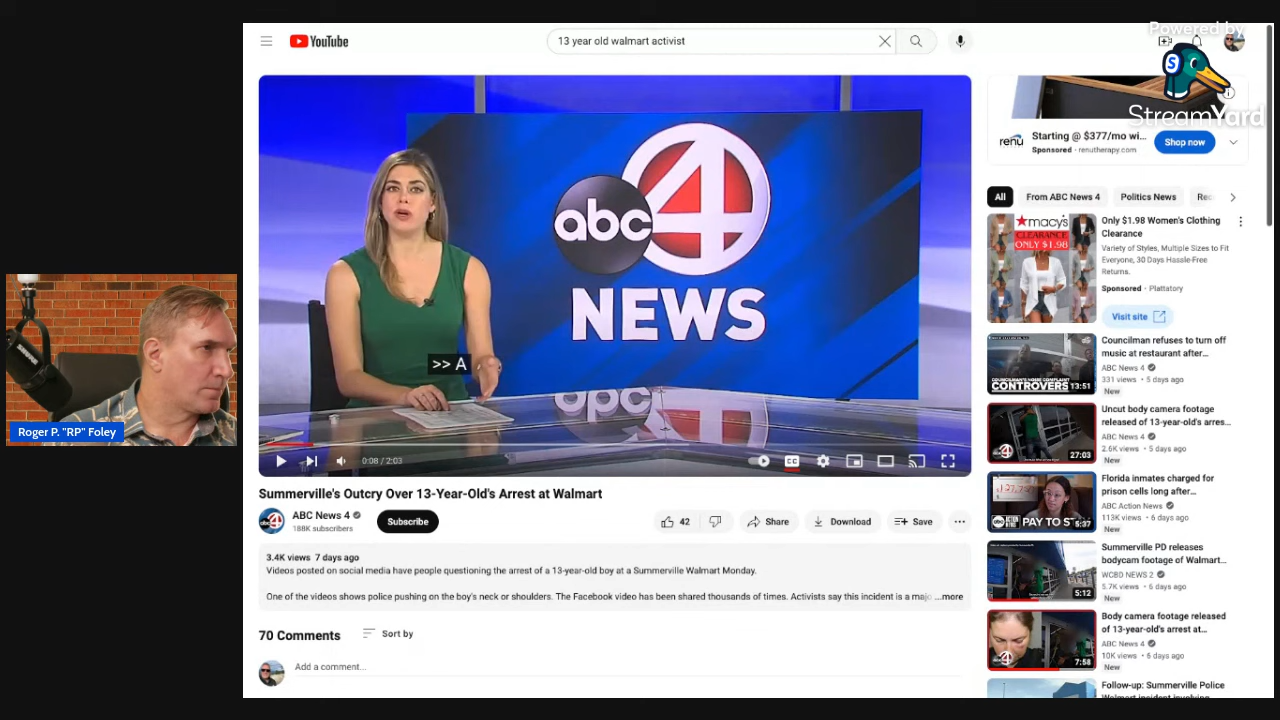 YouTube
13 year old walmart activist
Powered by
StreamYard
S
abc
4
NEWS
>> A
0:08 / 2:03
CC
Summerville's Outcry Over 13-Year-Old's Arrest at Walmart
ABC News 4
188K subscribers
Subscribe
42
Share
Download
Save
3.4K views 7 days ago
Videos posted on social media have people questioning the arrest of a 13-year-old boy at a Summerville Walmart Monday.
One of the videos shows police pushing on the boy's neck or shoulders. The Facebook video has been shared thousands of times. Activists say this incident is a majo ...more
70 Comments
Sort by
Add a comment...
Roger P. "RP" Foley
renu
Starting @ $377/mo wi...
Sponsored · renutherapy.com
Shop now
All
From ABC News 4
Politics News
Rec
macy's
CLEARANCE
ONLY $1.98
Only $1.98 Women's Clothing
Clearance
Variety of Styles, Multiple Sizes to Fit
Everyone, 30 Days Hassle-Free
Returns.
Sponsored · Plattatory
Visit site
COUNCILMAN'S NOISE COMPLAINT
CONTROVERS
13:51
Councilman refuses to turn off
music at restaurant after...
ABC News 4
331 views • 5 days ago
New
27:03
Uncut body camera footage
released of 13-year-old's arres...
ABC News 4
2.6K views • 5 days ago
New
PAY TO ST
5:37
Florida inmates charged for
prison cells long after...
ABC Action News
113K views • 6 days ago
New
5:12
Summerville PD releases
bodycam footage of Walmart...
WCBD NEWS 2
5.7K views • 6 days ago
New
7:58
Body camera footage released
of 13-year-old's arrest at...
ABC News 4
10K views • 6 days ago
New
Follow-up: Summerville Police
Walmart incident involving